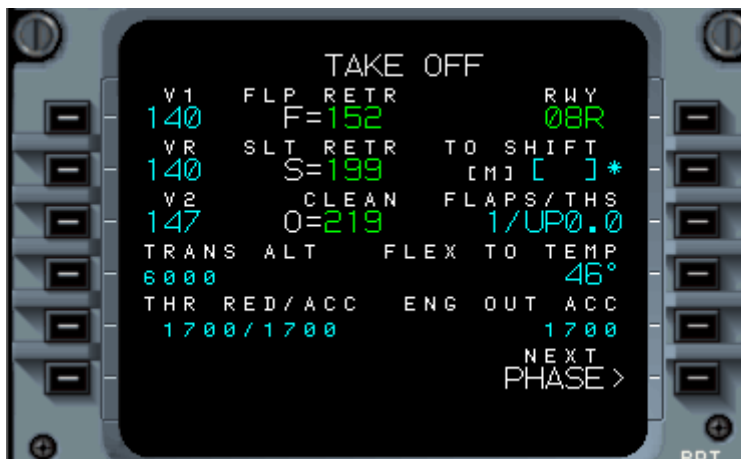 TAKE OFF
V1 FLP RETR RWY
140 F=152 08R
VR SLT RETR TO SHIFT
140 S=199 [M] [ ]*
V2 CLEAN FLAPS/THS
147 O=219 1/UP0.0
TRANS ALT FLEX TO TEMP
6000 46°
THR RED/ACC ENG OUT ACC
1700/1700 1700
NEXT
PHASE>